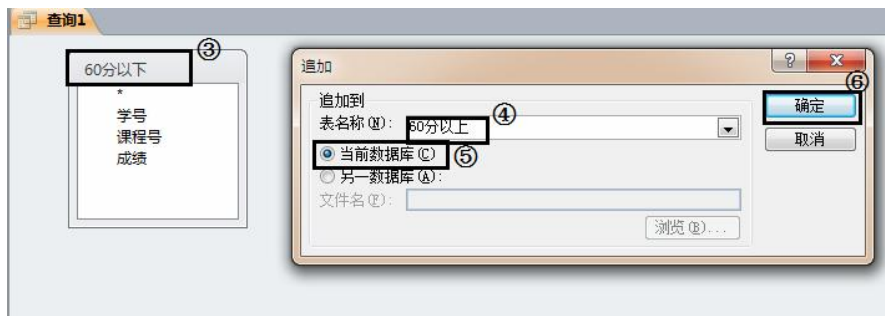 查询1
③
60分以下
*
学号
课程号
成绩
追加
追加到
表名称(N): 60分以上 ④
当前数据库(C) ⑤
另一数据库(A):
文件名(F):
浏览(B)...
⑥
确定
取消